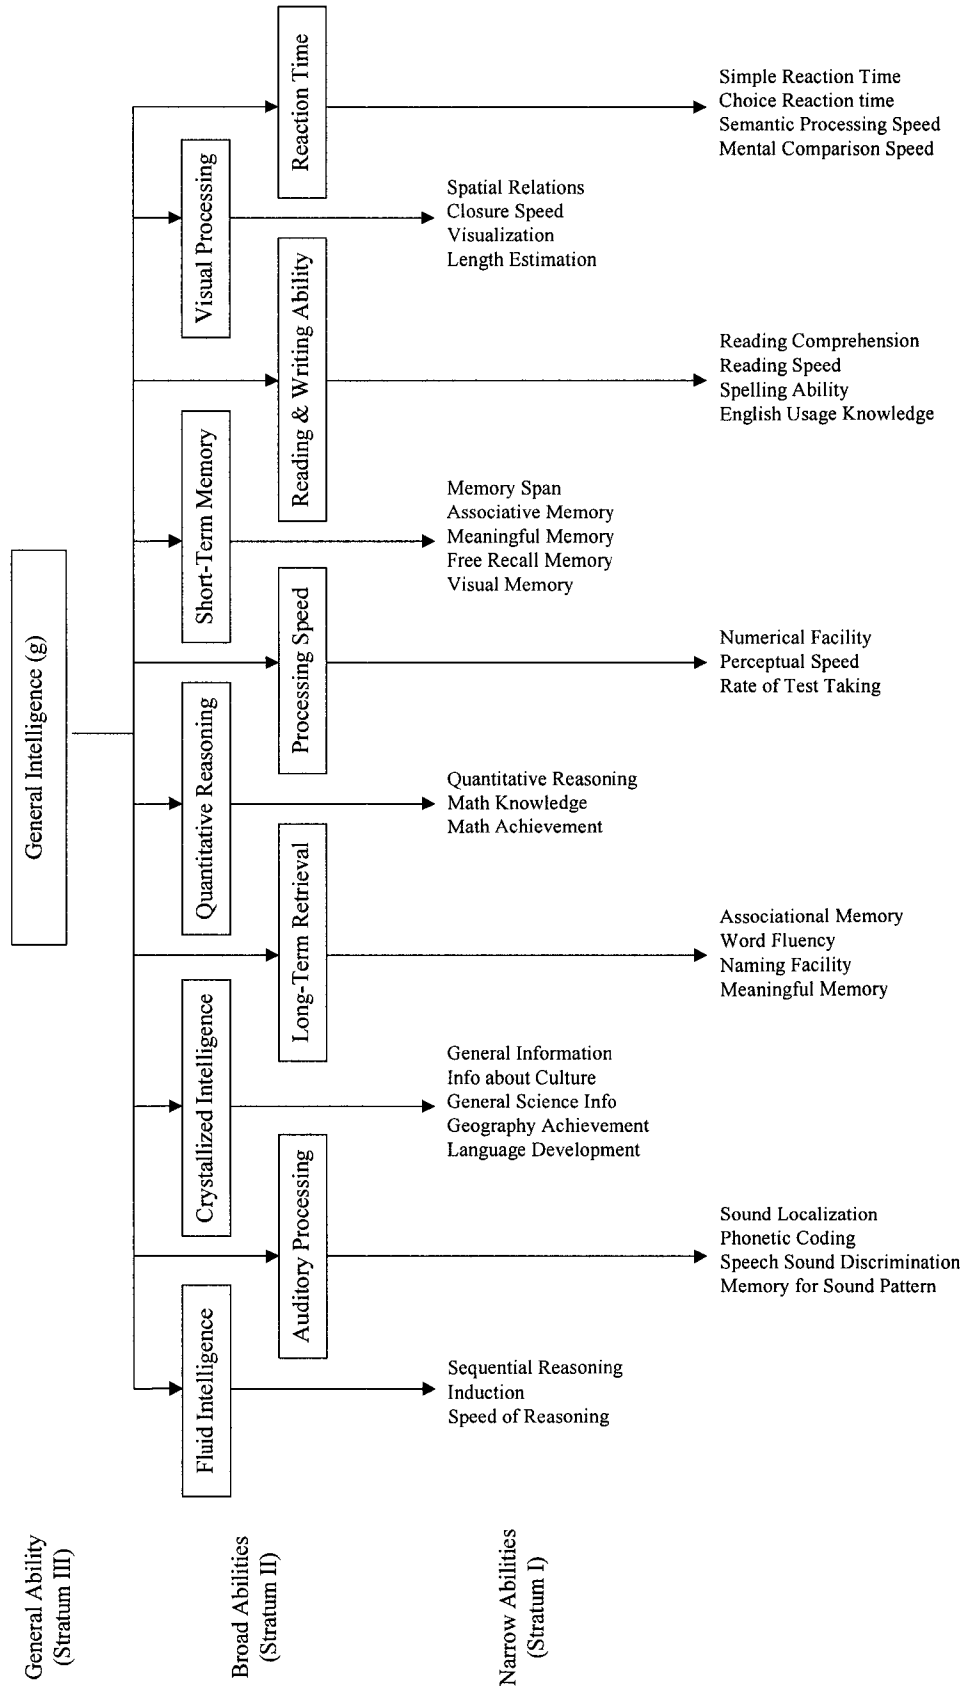 General Ability
(Stratum III)
General Intelligence (g)
Broad Abilities
(Stratum II)
Fluid Intelligence
Auditory Processing
Crystallized Intelligence
Long-Term Retrieval
Quantitative Reasoning
Processing Speed
Short-Term Memory
Reading & Writing Ability
Visual Processing
Reaction Time
Narrow Abilities
(Stratum I)
Simple Reaction Time
Choice Reaction time
Semantic Processing Speed
Mental Comparison Speed
Spatial Relations
Closure Speed
Visualization
Length Estimation
Reading Comprehension
Reading Speed
Spelling Ability
English Usage Knowledge
Memory Span
Associative Memory
Meaningful Memory
Free Recall Memory
Visual Memory
Numerical Facility
Perceptual Speed
Rate of Test Taking
Quantitative Reasoning
Math Knowledge
Math Achievement
Associational Memory
Word Fluency
Naming Facility
Meaningful Memory
General Information
Info about Culture
General Science Info
Geography Achievement
Language Development
Sound Localization
Phonetic Coding
Speech Sound Discrimination
Memory for Sound Pattern
Sequential Reasoning
Induction
Speed of Reasoning